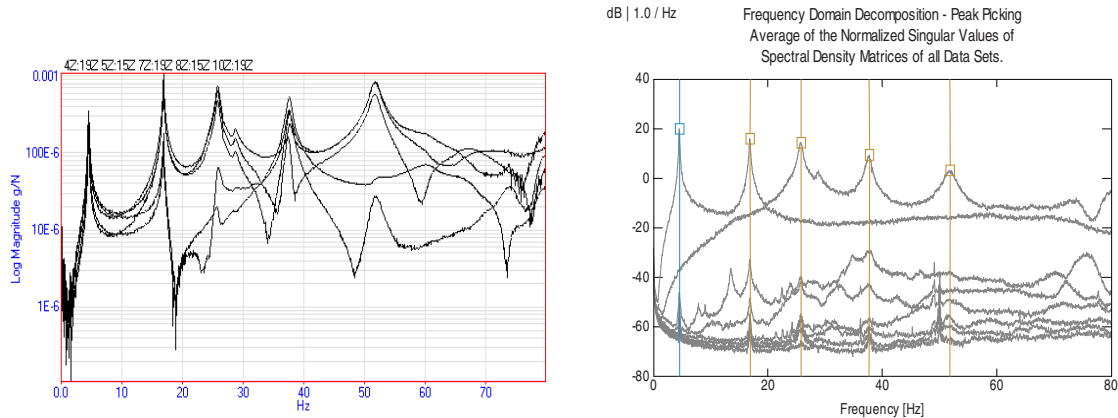 4Z:19Z 5Z:15Z 7Z:19Z 8Z:15Z 10Z:19Z
0.001
100E-6
10E-6
1E-6
Log Magnitude g/N
0.0 10 20 30 40 50 60 70
Hz
dB | 1.0 / Hz
Frequency Domain Decomposition - Peak Picking
Average of the Normalized Singular Values of
Spectral Density Matrices of all Data Sets.
40
20
0
-20
-40
-60
-80
0 20 40 60 80
Frequency [Hz]